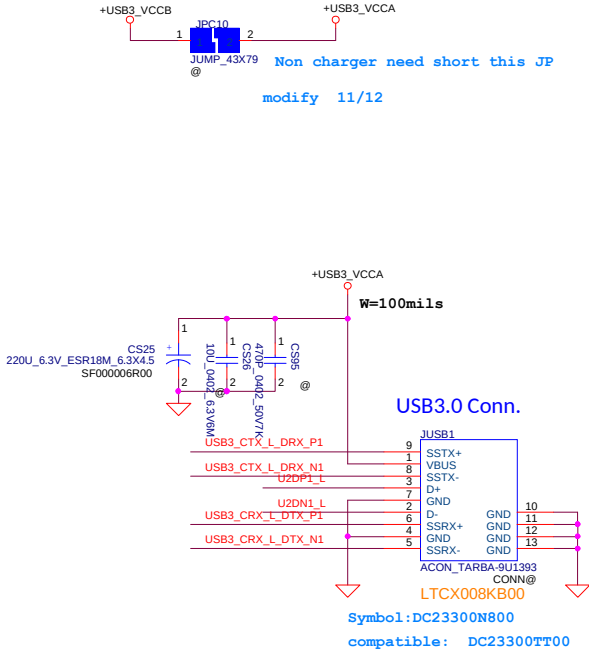 +USB3_VCCB
+USB3_VCCA
JPC10
1
2
1 2
JUMP_43X79
@
Non charger need short this JP
modify 11/12
+USB3_VCCA
W=100mils
1
1
1
+
CS25
220U_6.3V_ESR18M_6.3X4.5
SF000006R00
2
CS26
10U_0402_6.3V6M
2
@
CS95
470P_0402_50V7K
2
@
USB3.0 Conn.
JUSB1
USB3_CTX_L_DRX_P1
9
SSTX+
1
VBUS
USB3_CTX_L_DRX_N1
8
SSTX-
U2DP1_L
3
D+
7
GND
U2DN1_L
2
D-
GND
10
USB3_CRX_L_DTX_P1
6
SSRX+
GND
11
4
GND
GND
12
USB3_CRX_L_DTX_N1
5
SSRX-
GND
13
ACON_TARBA-9U1393
CONN@
LTCX008KB00
Symbol:DC23300N800
compatible: DC23300TT00